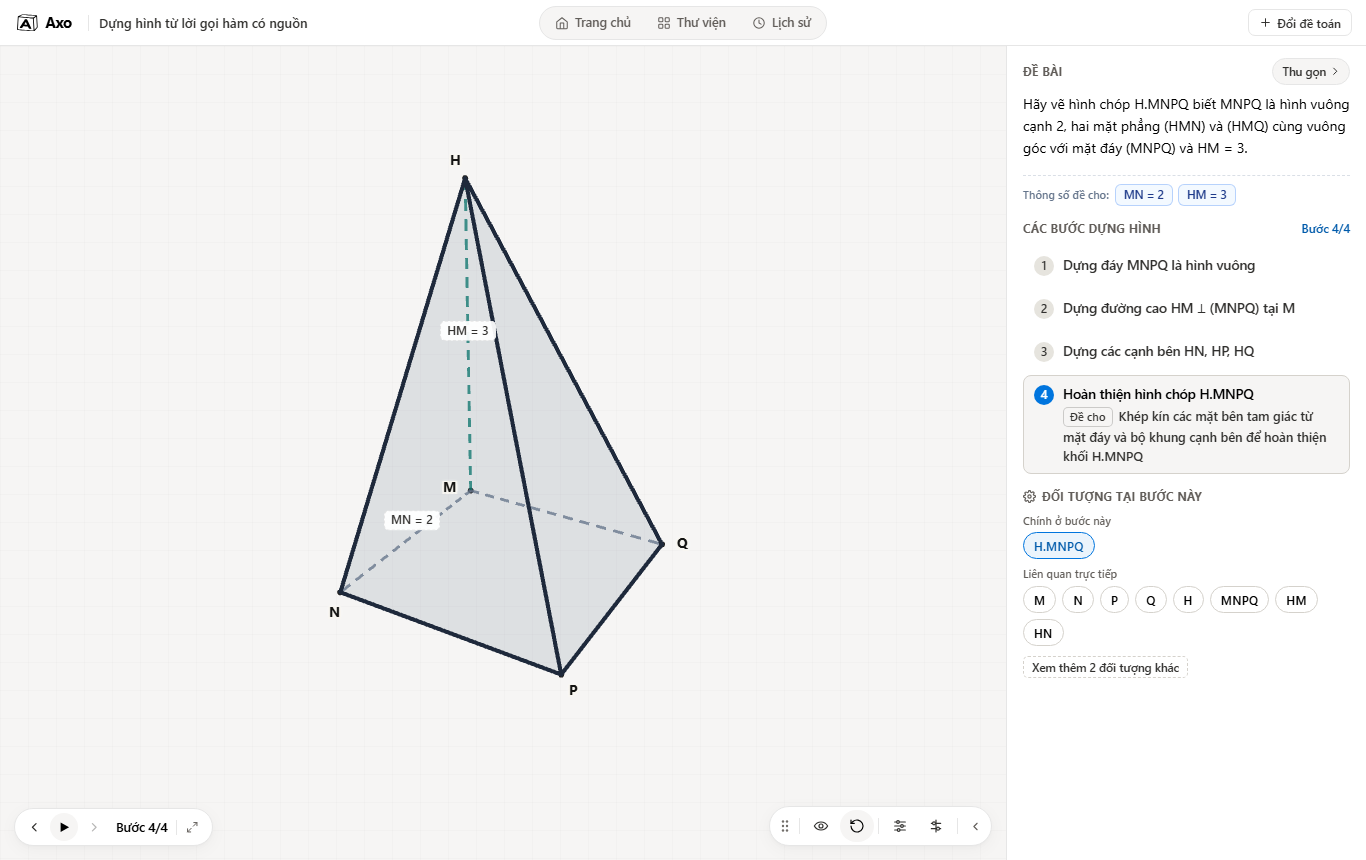 Axo
Dựng hình từ lời gọi hàm có nguồn
Trang chủ
Thư viện
Lịch sử
Đổi đề toán
H
HM = 3
M
MN = 2
Q
N
P
Bước 4/4
ĐỀ BÀI
Thu gọn
Hãy vẽ hình chóp H.MNPQ biết MNPQ là hình vuông
cạnh 2, hai mặt phẳng (HMN) và (HMQ) cùng vuông
góc với mặt đáy (MNPQ) và HM = 3.
Thông số đề cho: MN = 2 HM = 3
CÁC BƯỚC DỰNG HÌNH
Bước 4/4
1 Dựng đáy MNPQ là hình vuông
2 Dựng đường cao HM ⊥ (MNPQ) tại M
3 Dựng các cạnh bên HN, HP, HQ
4 Hoàn thiện hình chóp H.MNPQ
Đề cho Khép kín các mặt bên tam giác từ
mặt đáy và bộ khung cạnh bên để hoàn thiện
khối H.MNPQ
ĐỐI TƯỢNG TẠI BƯỚC NÀY
Chính ở bước này
H.MNPQ
Liên quan trực tiếp
M N P Q H MNPQ HM
HN
Xem thêm 2 đối tượng khác